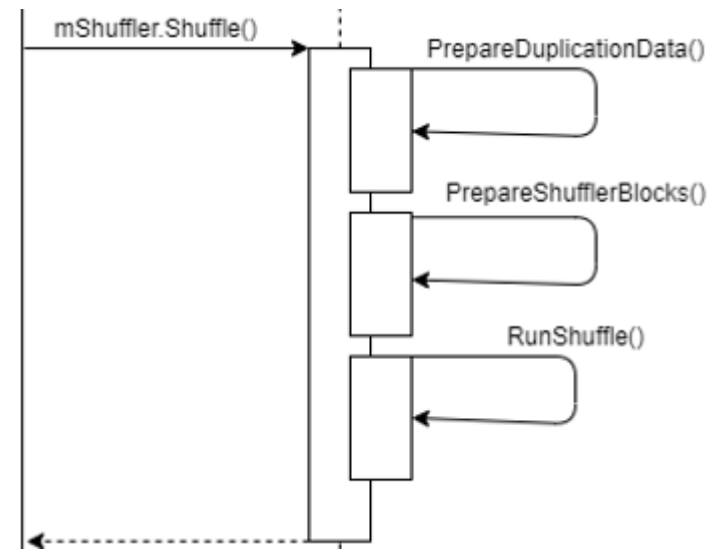 mShuffler.Shuffle()
PrepareDuplicationData()
PrepareShufflerBlocks()
RunShuffle()